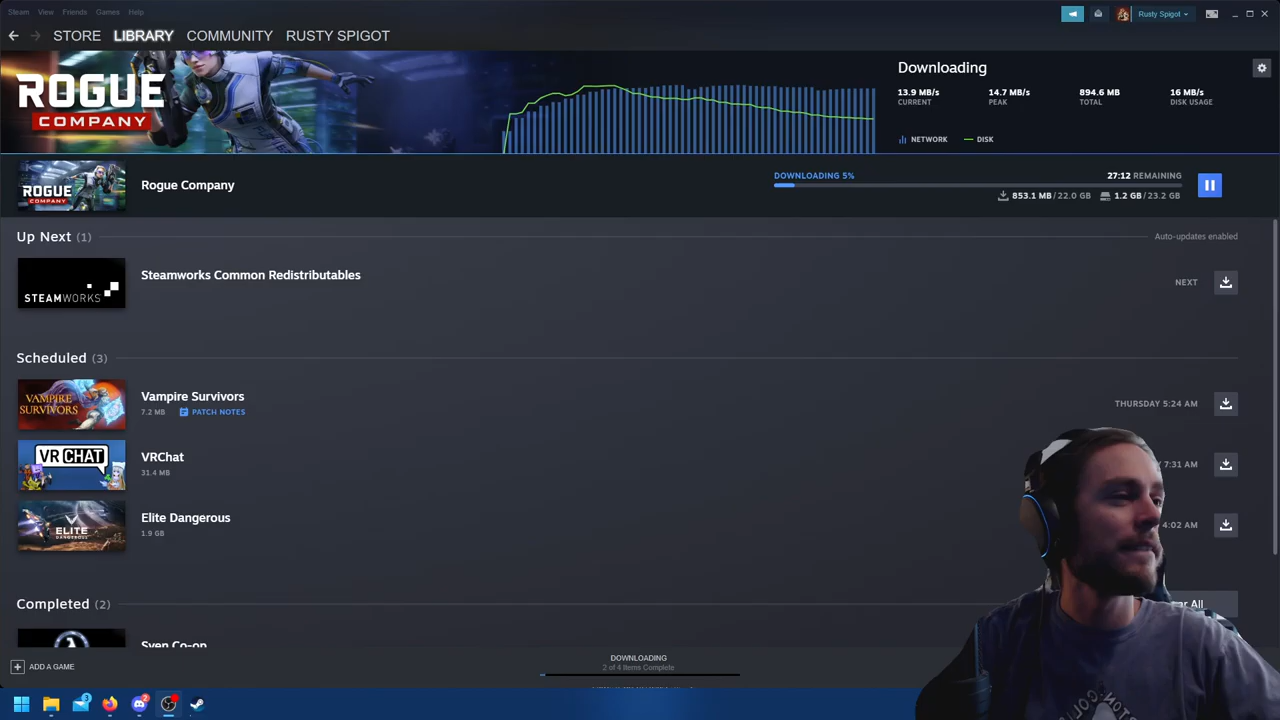 Steam View Friends Games Help
Rusty Spigot
STORE LIBRARY COMMUNITY RUSTY SPIGOT
ROGUE
COMPANY
Downloading
13.9 MB/s 14.7 MB/s 894.6 MB 16 MB/s
CURRENT PEAK TOTAL DISK USAGE
NETWORK DISK
ROGUE
COMPANY
Rogue Company
DOWNLOADING 5% 27:12 REMAINING
853.1 MB / 22.0 GB 1.2 GB / 23.2 GB
Up Next (1) Auto-updates enabled
STEAMWORKS
Steamworks Common Redistributables
NEXT
Scheduled (3)
VAMPIRE
SURVIVORS
Vampire Survivors
7.2 MB PATCH NOTES
THURSDAY 5:24 AM
VRCHAT
VRChat
31.4 MB
7:31 AM
ELITE
DANGEROUS
Elite Dangerous
1.9 GB
4:02 AM
Completed (2)
All
Sven Co-op
+ ADD A GAME
DOWNLOADING
2 of 4 Items Complete
3
2